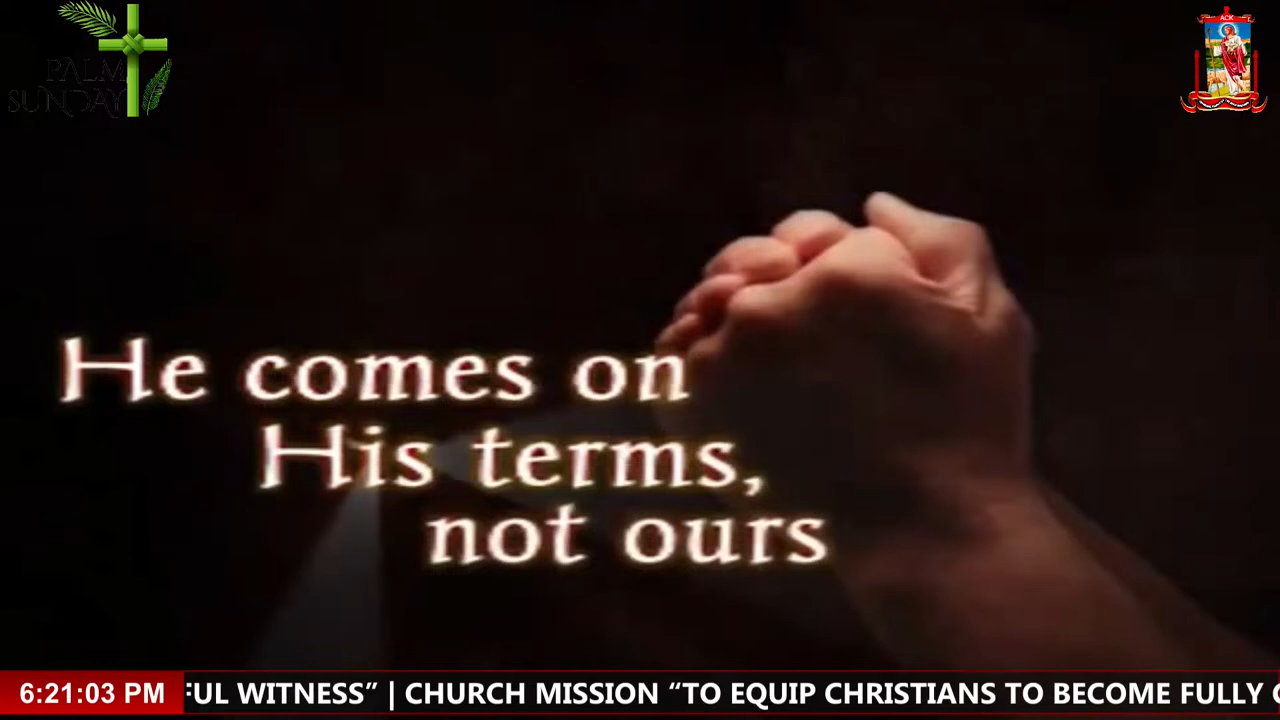 PALM
SUNDAY
ACK
He comes on
His terms,
not ours
6:21:03 PM
FUL WITNESS” | CHURCH MISSION “TO EQUIP CHRISTIANS TO BECOME FULLY